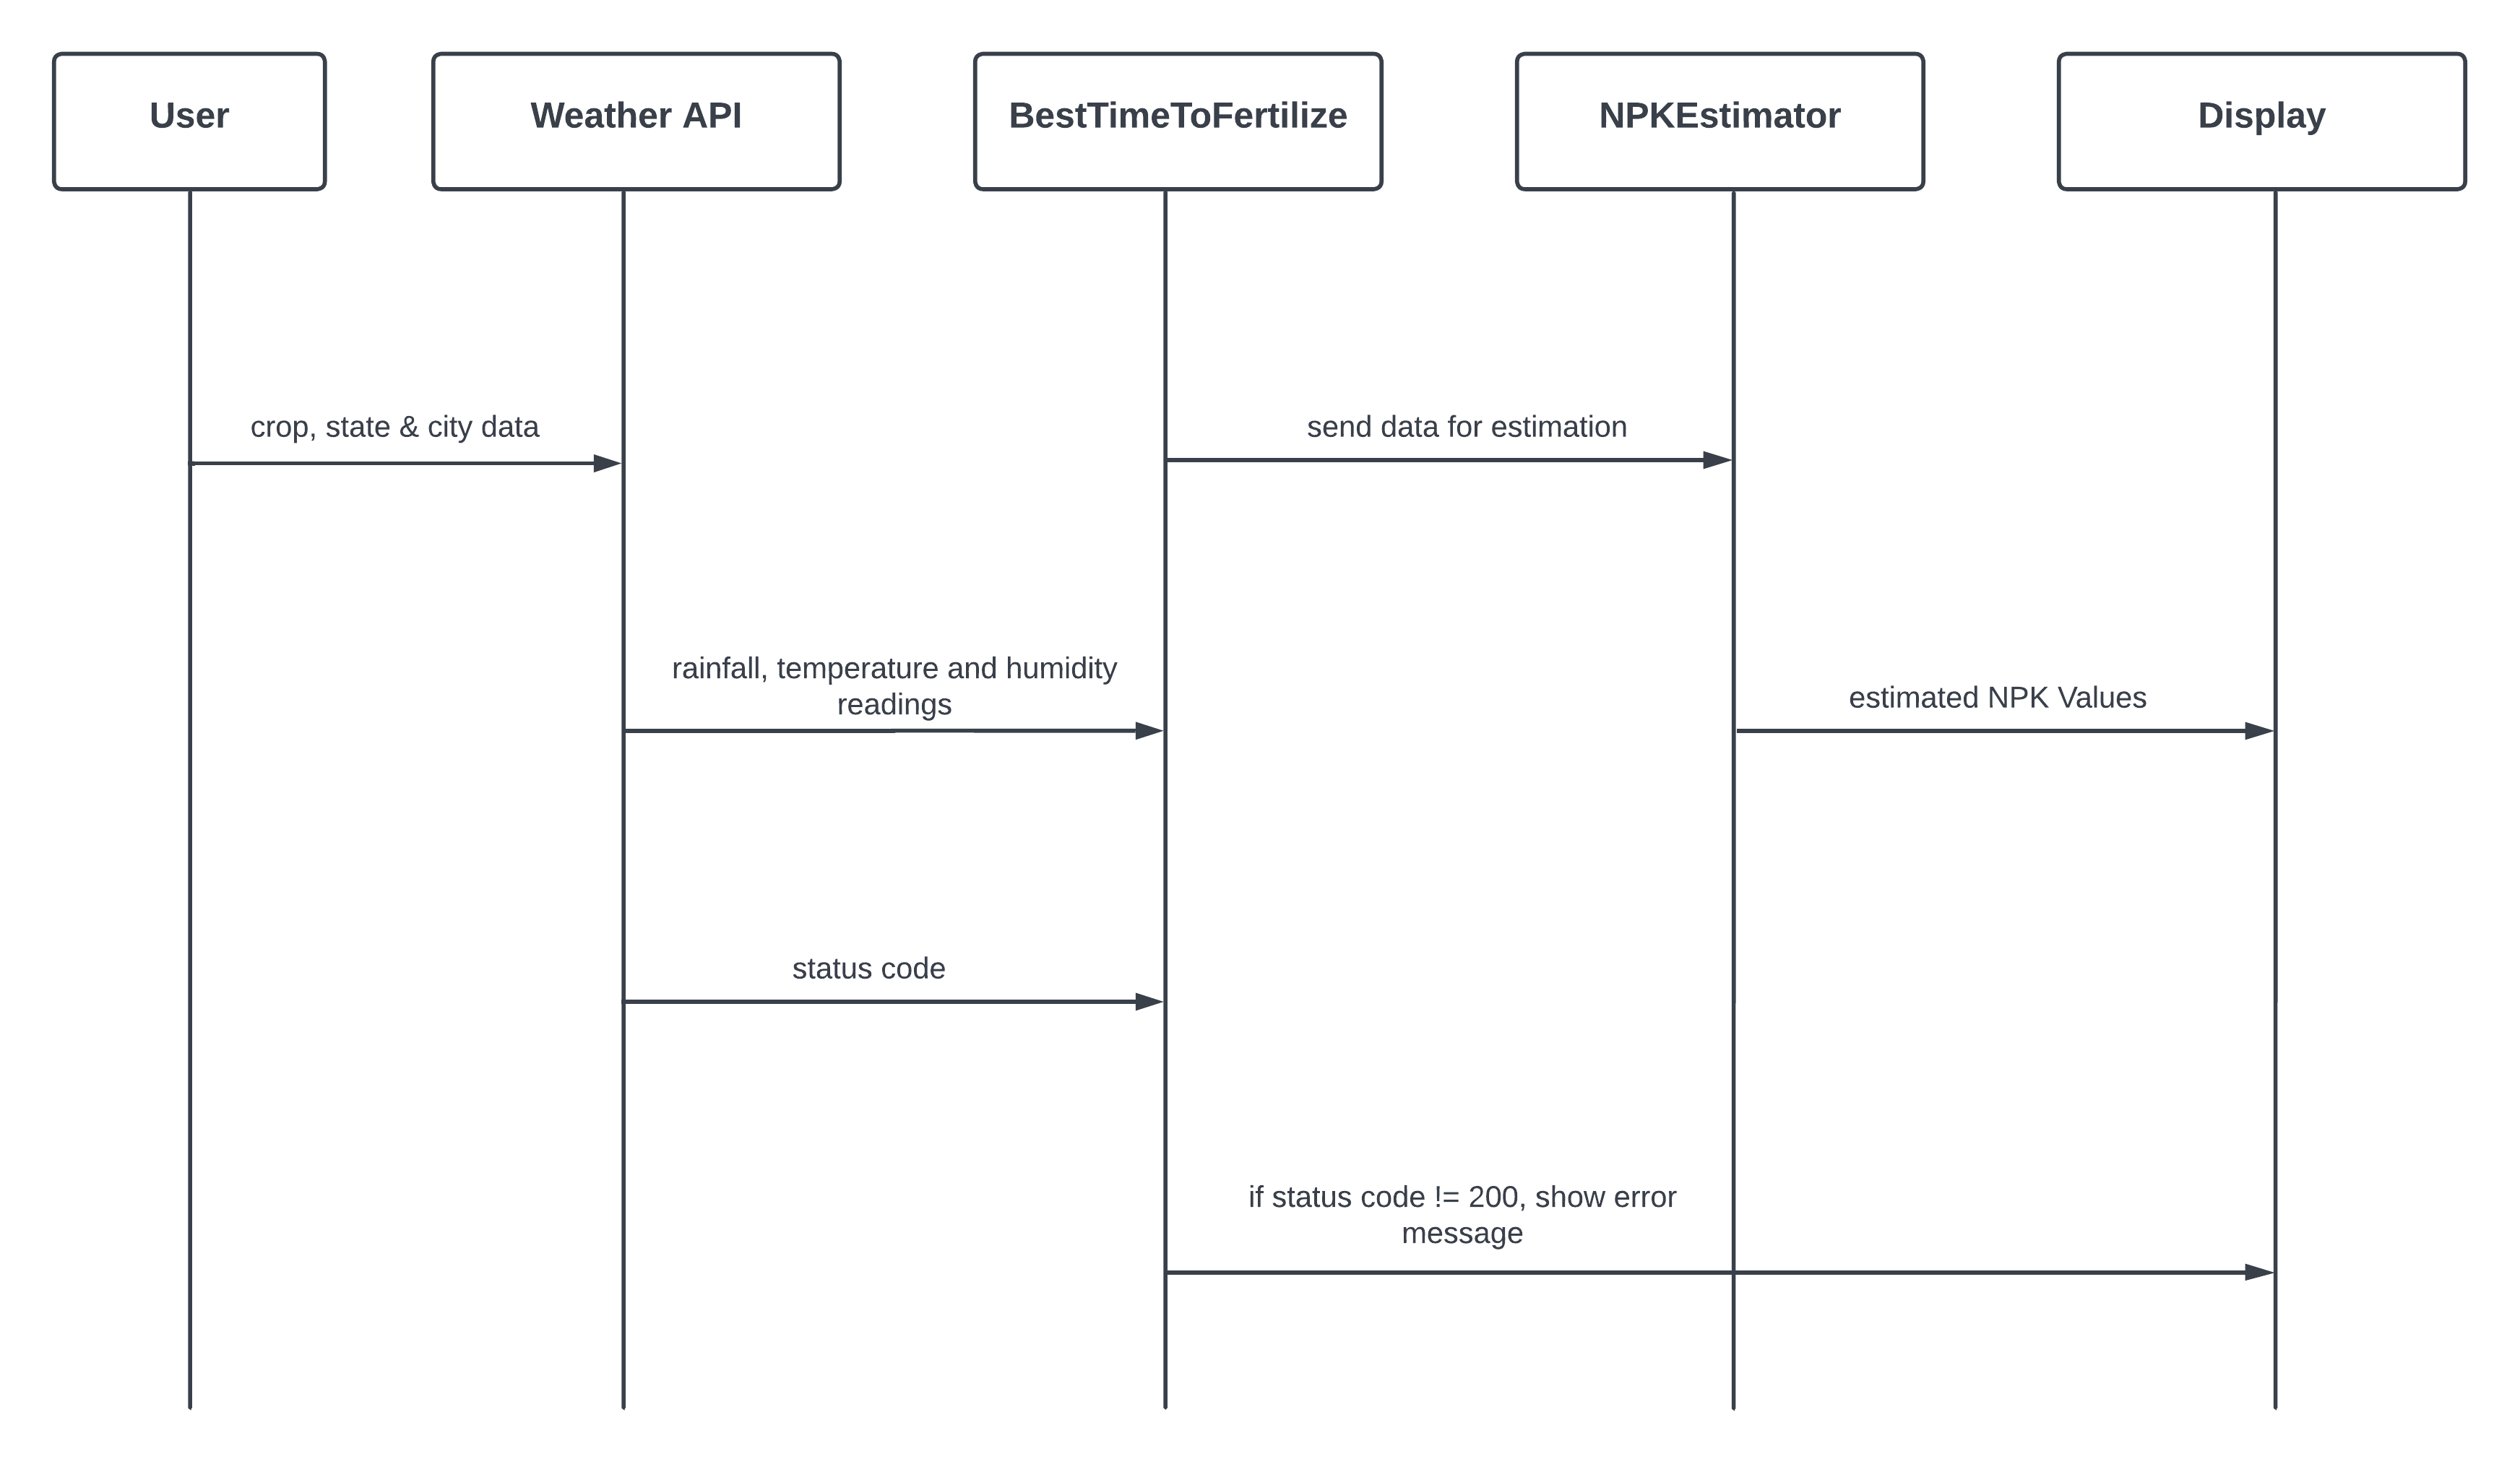 User
Weather API
BestTimeToFertilize
NPKEstimator
Display
crop, state & city data
send data for estimation
rainfall, temperature and humidity
readings
estimated NPK Values
status code
if status code != 200, show error
message